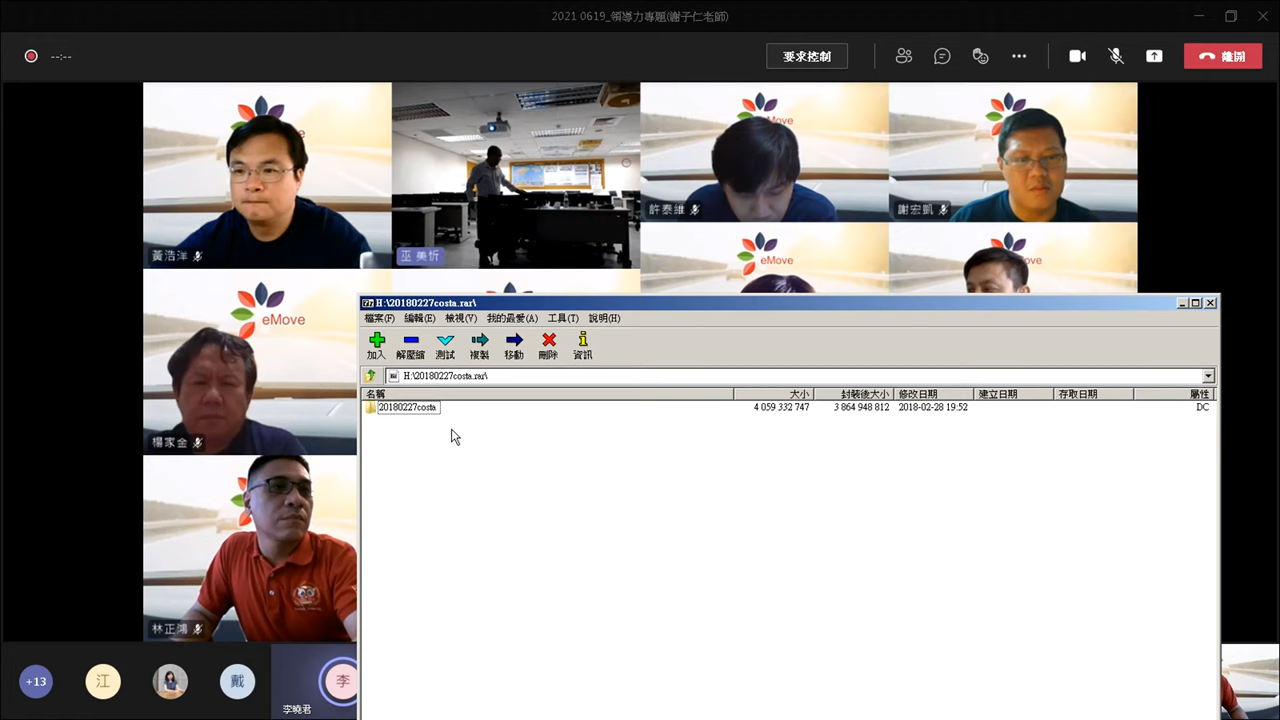 2021 0619_領導力專題(謝子仁老師)
--:--
要求控制
離開
黃浩洋
巫 美忻
許泰維
謝宏凱
eMove
eMove
楊家金
林正鴻
+13
江
戴
李
李曉君
H:\20180227costa.rar\
檔案(F) 編輯(E) 檢視(V) 我的最愛(A) 工具(T) 說明(H)
加入 解壓縮 測試 複製 移動 刪除 資訊
H:\20180227costa.rar\
名稱 大小 封裝後大小 修改日期 建立日期 存取日期 屬性
20180227costa 4 059 332 747 3 864 948 812 2018-02-28 19:52 DC